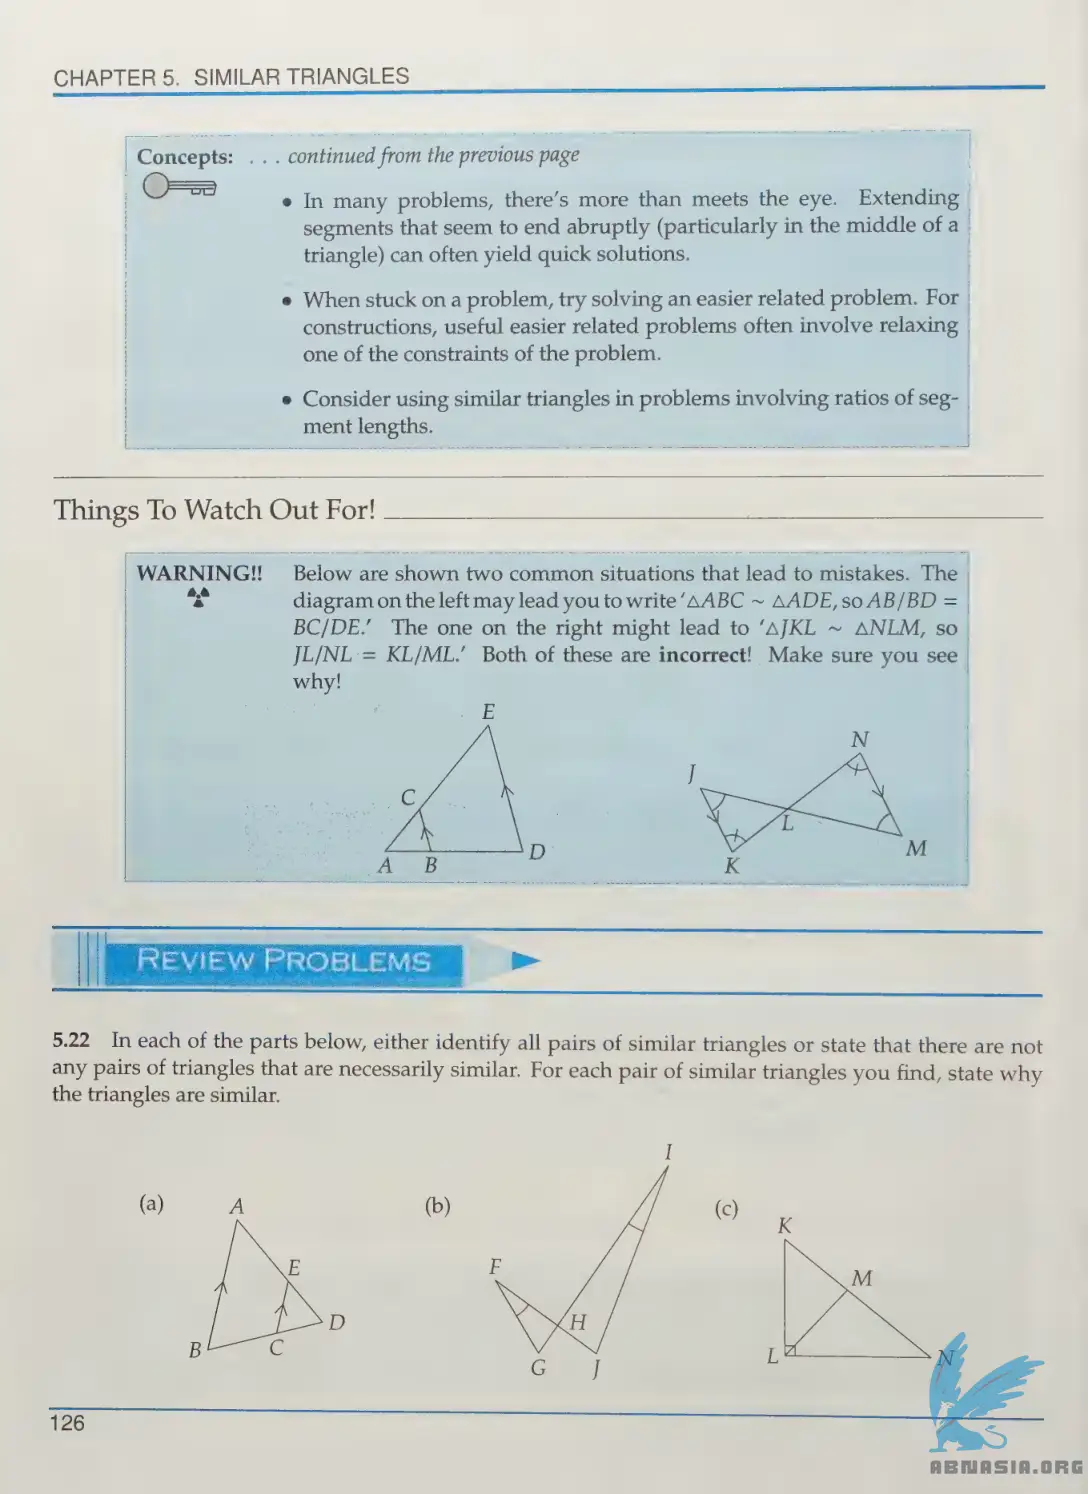 CHAPTER 5. SIMILAR TRIANGLES
Concepts: . . . continued from the previous page
• In many problems, there's more than meets the eye. Extending
segments that seem to end abruptly (particularly in the middle of a
triangle) can often yield quick solutions.
• When stuck on a problem, try solving an easier related problem. For
constructions, useful easier related problems often involve relaxing
one of the constraints of the problem.
• Consider using similar triangles in problems involving ratios of seg-
ment lengths.
Things To Watch Out For!
WARNING!! Below are shown two common situations that lead to mistakes. The
diagram on the left may lead you to write '△ABC ~ △ADE, so AB/BD =
BC/DE.' The one on the right might lead to '△JKL ~ △NLM, so
JL/NL = KL/ML.' Both of these are incorrect! Make sure you see
why!
E
C
A B D
N
J
L
K
M
REVIEW PROBLEMS
5.22 In each of the parts below, either identify all pairs of similar triangles or state that there are not
any pairs of triangles that are necessarily similar. For each pair of similar triangles you find, state why
the triangles are similar.
(a)
A
E
D
B
C
(b)
I
F
H
G
J
(c)
K
M
L
N
126
ABNASIA.ORG